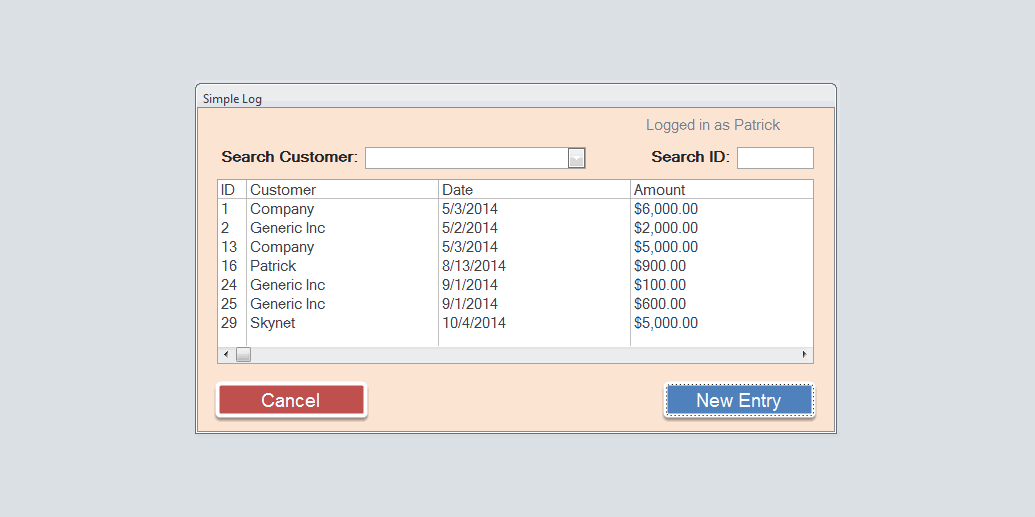 Simple Log
Logged in as Patrick
Search Customer: Search ID:
ID Customer Date Amount
1 Company 5/3/2014 $6,000.00
2 Generic Inc 5/2/2014 $2,000.00
13 Company 5/3/2014 $5,000.00
16 Patrick 8/13/2014 $900.00
24 Generic Inc 9/1/2014 $100.00
25 Generic Inc 9/1/2014 $600.00
29 Skynet 10/4/2014 $5,000.00
Cancel New Entry